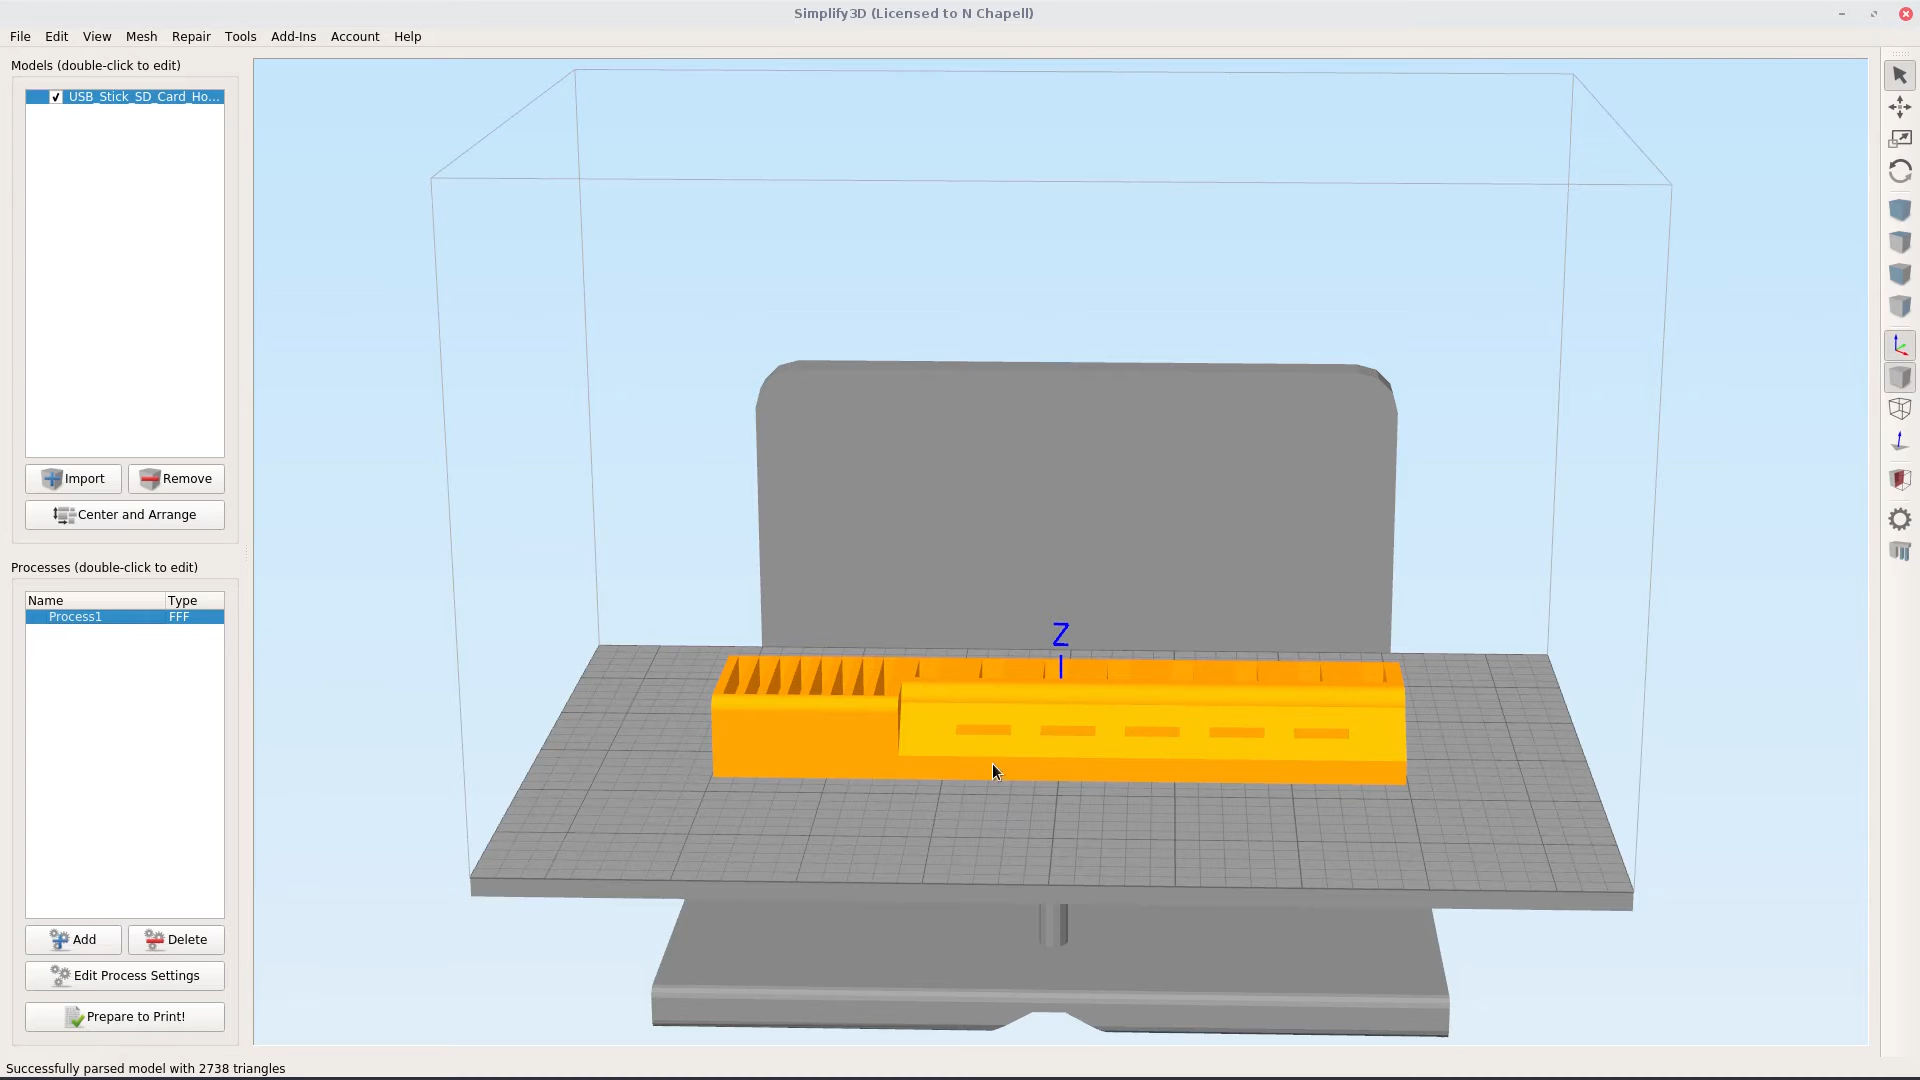 Simplify3D (Licensed to N Chapell)
File Edit View Mesh Repair Tools Add-Ins Account Help
Models (double-click to edit)
USB_Stick_SD_Card_Ho...
Import Remove
Center and Arrange
Processes (double-click to edit)
Name Type
Process1 FFF
Z
Add Delete
Edit Process Settings
Prepare to Print!
Successfully parsed model with 2738 triangles